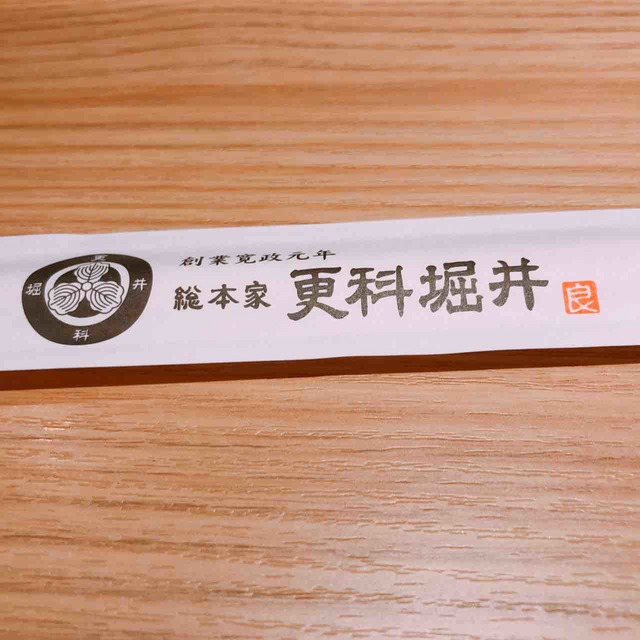 更
堀 井
科
創業寛政元年
総本家 更科堀井 良